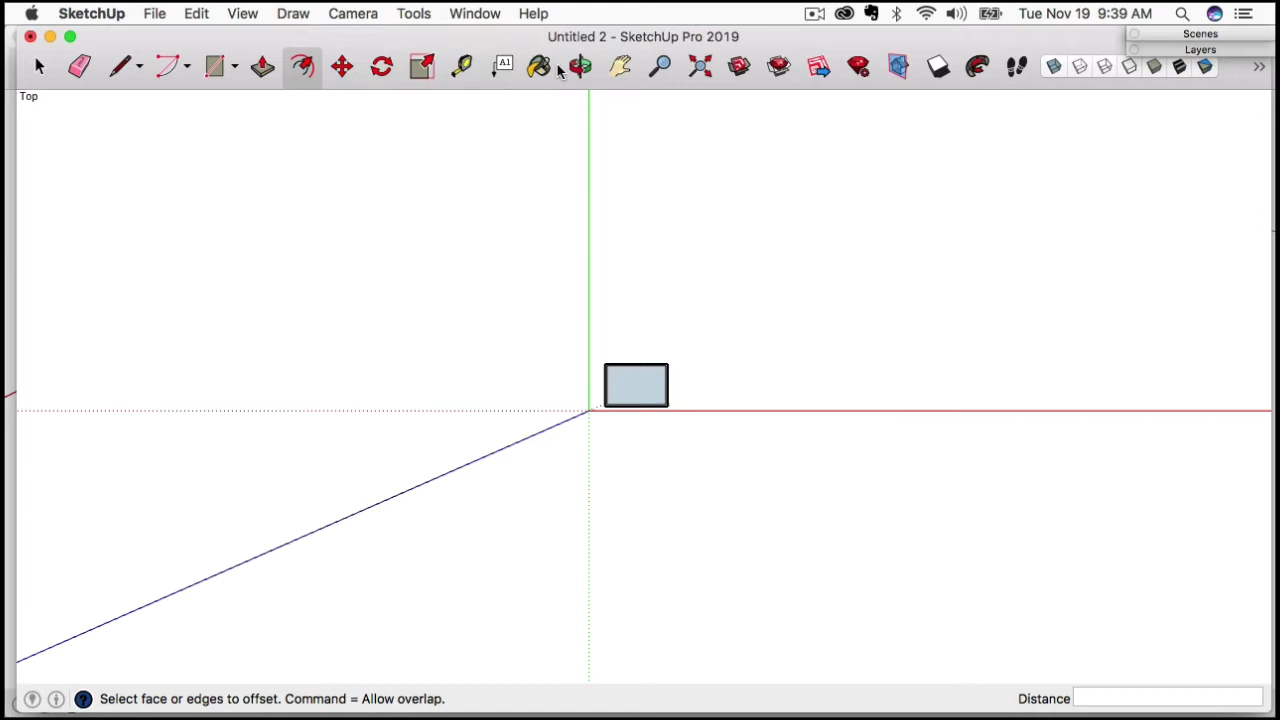 SketchUp File Edit View Draw Camera Tools Window Help Tue Nov 19 9:39 AM
Untitled 2 - SketchUp Pro 2019
Scenes
Layers
A1
Top
Select face or edges to offset. Command = Allow overlap.
Distance